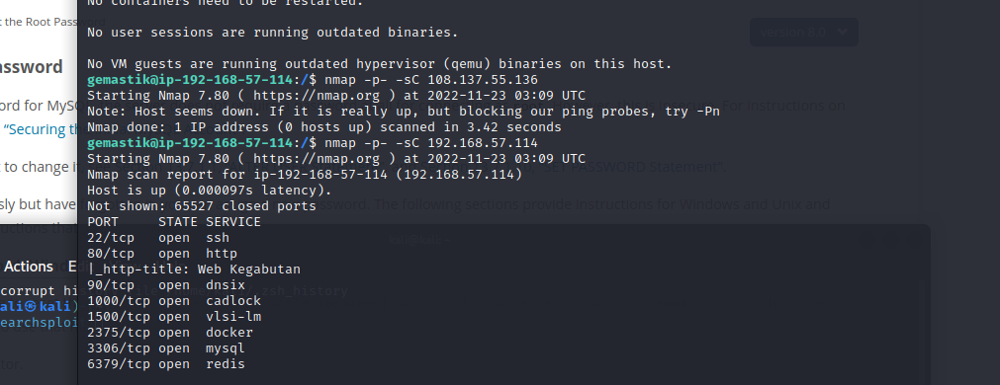 No containers need to be restarted.
t the Root Passwor
No user sessions are running outdated binaries.
version 8.0
assword
No VM guests are running outdated hypervisor (qemu) binaries on this host.
gemastik@ip-192-168-57-114:/$ nmap -p- -sC 108.137.55.136
Starting Nmap 7.80 ( https://nmap.org ) at 2022-11-23 03:09 UTC
ord for MySQ
For instructions on
Note: Host seems down. If it is really up, but blocking our ping probes, try -Pn
“Securing th
Nmap done: 1 IP address (0 hosts up) scanned in 3.42 seconds
gemastik@ip-192-168-57-114:/$ nmap -p- -sC 192.168.57.114
Starting Nmap 7.80 ( https://nmap.org ) at 2022-11-23 03:09 UTC
to change i
"SET PASSWORD Statement"
Nmap scan report for ip-192-168-57-114 (192.168.57.114)
Host is up (0.000097s latency).
sly but have
password. The following sections provide instructions for Windows and Unix and
Not shown: 65527 closed ports
PORT     STATE SERVICE
uctions tha
22/tcp   open  ssh
80/tcp   open  http
Actions E
|_http-title: Web Kegabutan
90/tcp   open  dnsix
corrupt hi
zsh_history
1000/tcp open  cadlock
ali㉿kali)
1500/tcp open  vlsi-lm
earchsploi
2375/tcp open  docker
3306/tcp open  mysql
6379/tcp open  redis